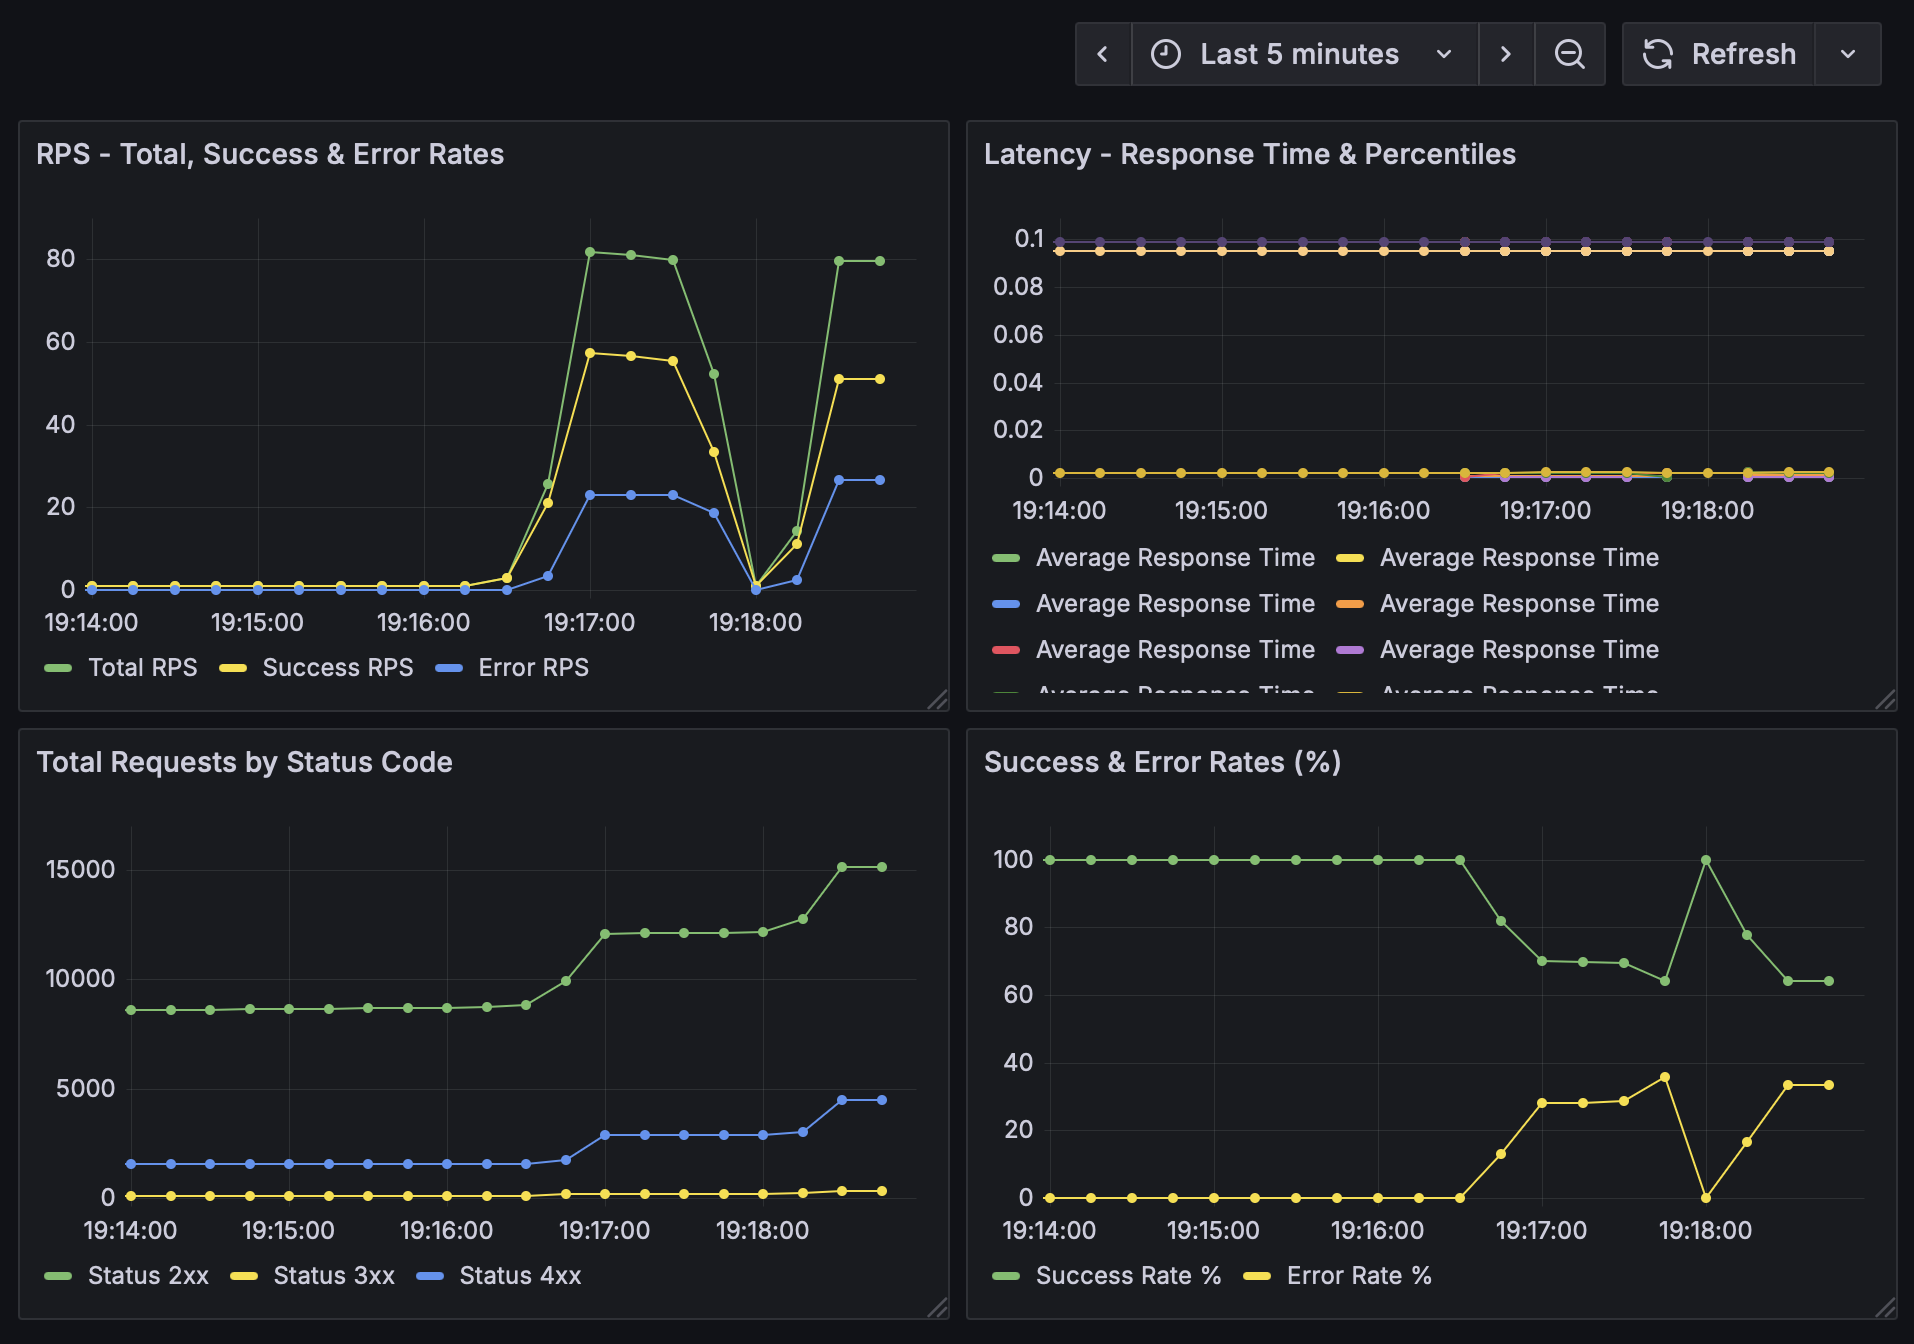 Last 5 minutes
Refresh
RPS - Total, Success & Error Rates
80
60
40
20
0
19:14:00 19:15:00 19:16:00 19:17:00 19:18:00
Total RPS Success RPS Error RPS
Latency - Response Time & Percentiles
0.1
0.08
0.06
0.04
0.02
0
19:14:00 19:15:00 19:16:00 19:17:00 19:18:00
Average Response Time Average Response Time
Average Response Time Average Response Time
Average Response Time Average Response Time
Average Response Time Average Response Time
Total Requests by Status Code
15000
10000
5000
0
19:14:00 19:15:00 19:16:00 19:17:00 19:18:00
Status 2xx Status 3xx Status 4xx
Success & Error Rates (%)
100
80
60
40
20
0
19:14:00 19:15:00 19:16:00 19:17:00 19:18:00
Success Rate % Error Rate %